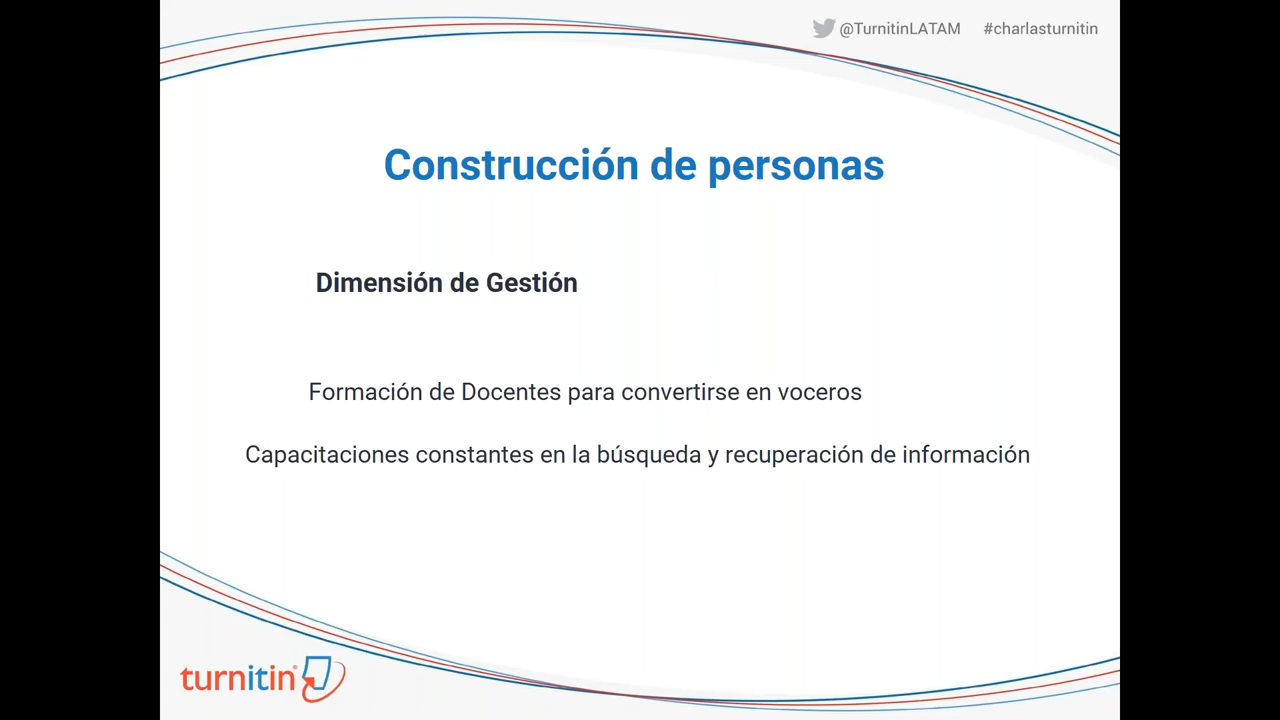 @TurnitinLATAM #charlasturnitin
Construcción de personas
Dimensión de Gestión
Formación de Docentes para convertirse en voceros
Capacitaciones constantes en la búsqueda y recuperación de información
turnitin®